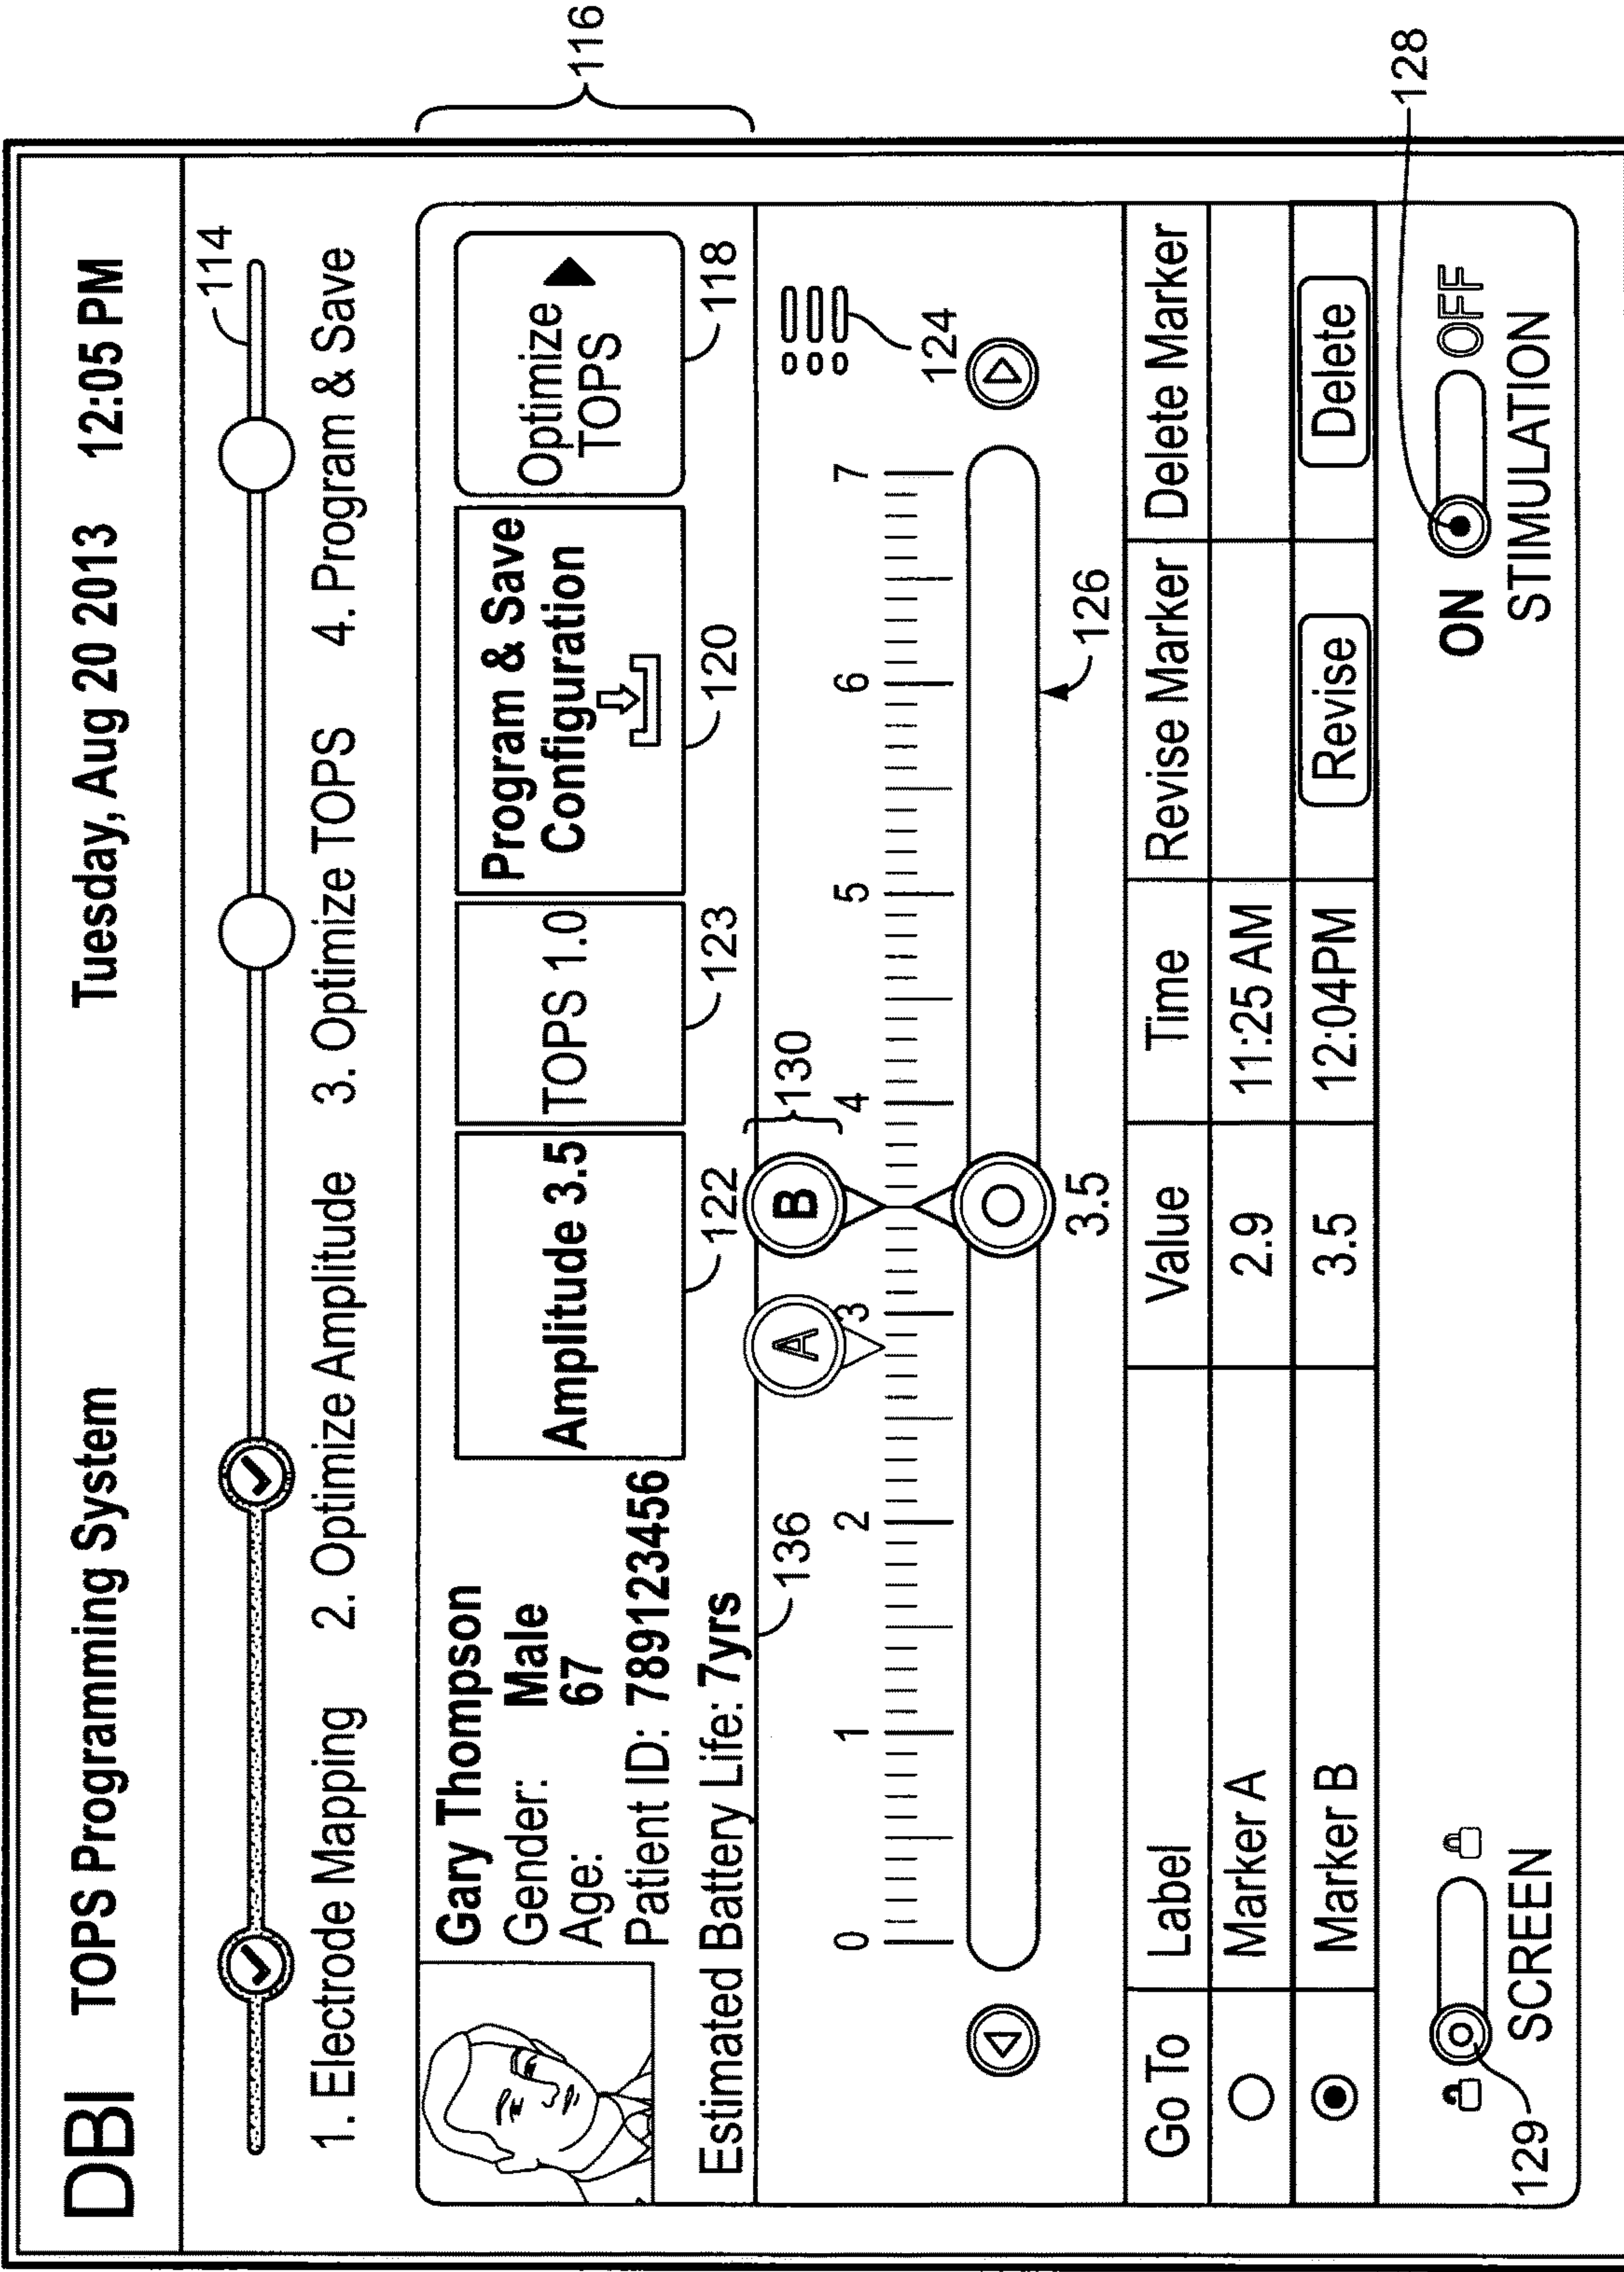 DBI TOPS Programming System Tuesday, Aug 20 2013 12:05 PM
114
1. Electrode Mapping 2. Optimize Amplitude 3. Optimize TOPS 4. Program & Save
116
Gary Thompson
Gender: Male
Age: 67
Patient ID: 789123456
Estimated Battery Life: 7yrs
Amplitude 3.5
TOPS 1.0
Program & Save
Configuration
Optimize
TOPS
122
123
120
118
136
A
B
130
124
0 1 2 3 4 5 6 7
3.5
126
Go To Label Value Time Revise Marker Delete Marker
Marker A 2.9 11:25 AM
Marker B 3.5 12:04PM Revise Delete
128
ON OFF
129
SCREEN STIMULATION